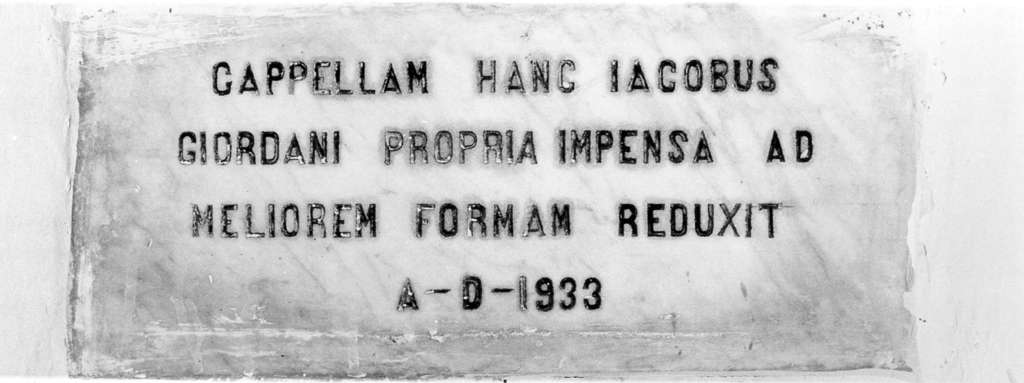 CAPPELLAM HANC IACOBUS
GIORDANI PROPRIA IMPENSA AD
MELIOREM FORMAM REDUXIT
A-D-1933